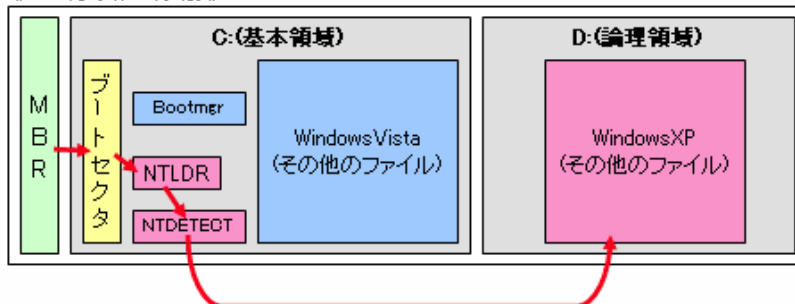 C:(基本領域)
D:(論理領域)
MBR
ブートセクタ
Bootmgr
NTLDR
NTDETECT
WindowsVista
(その他のファイル)
WindowsXP
(その他のファイル)